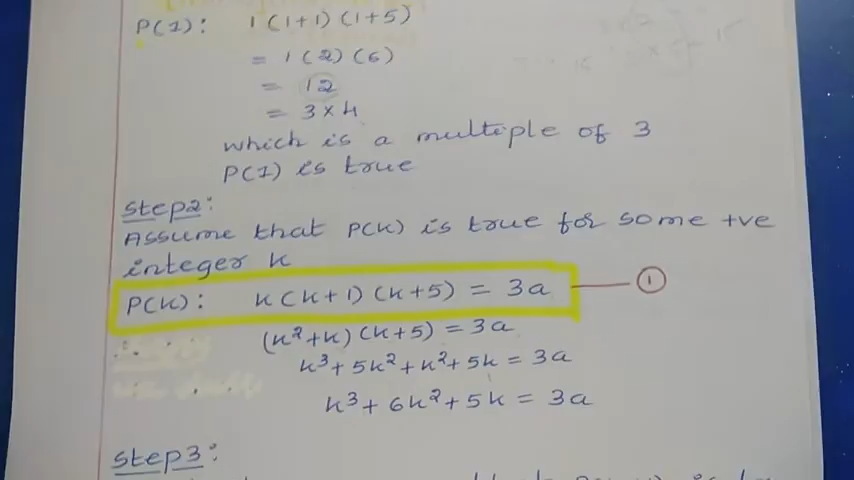 P(1): 1(1+1)(1+5)
= 1(2)(6)
= 12
= 3×4
which is a multiple of 3
P(1) is true
Step2:
Assume that P(K) is true for some +ve
integer K
P(K): K(K+1)(K+5) = 3a ①
(K²+K)(K+5) = 3a
K³+5K²+K²+5K = 3a
K³+6K²+5K = 3a
Step3: